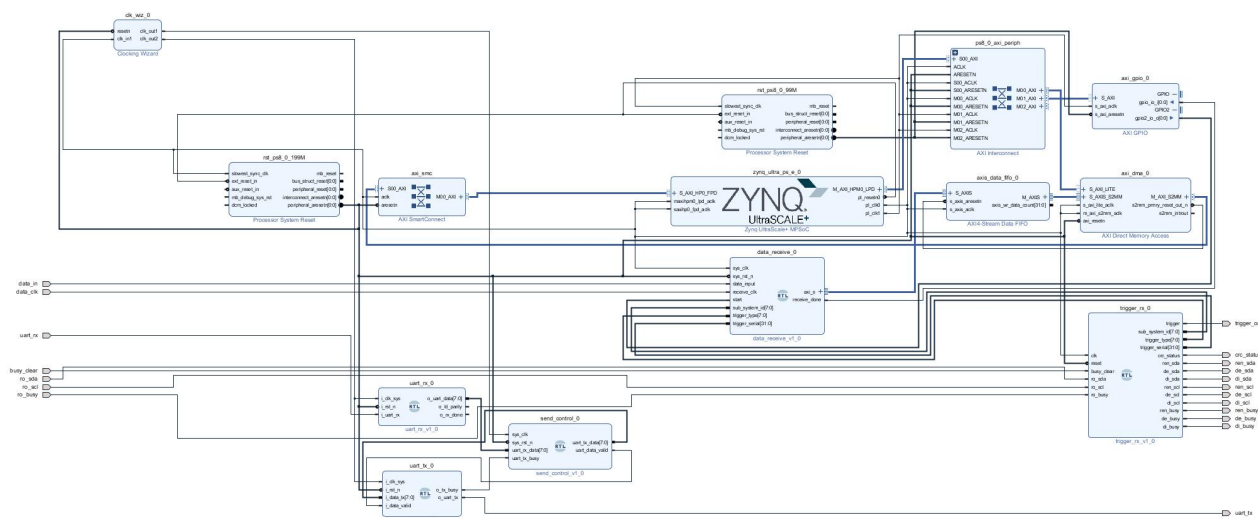 clk_wiz_0
resetn clk_out1
clk_in1 clk_out2
Clocking Wizard
rst_ps8_0_199M
slowest_sync_clk mb_reset
ext_reset_in bus_struct_reset[0:0]
aux_reset_in peripheral_reset[0:0]
mb_debug_sys_rst interconnect_aresetn[0:0]
dcm_locked peripheral_aresetn[0:0]
Processor System Reset
axi_smc
S00_AXI
aclk M00_AXI
aresetn
AXI SmartConnect
rst_ps8_0_99M
slowest_sync_clk mb_reset
ext_reset_in bus_struct_reset[0:0]
aux_reset_in peripheral_reset[0:0]
mb_debug_sys_rst interconnect_aresetn[0:0]
dcm_locked peripheral_aresetn[0:0]
Processor System Reset
zynq_ultra_ps_e_0
S_AXI_HP0_FPD M_AXI_HPM0_LPD
maxihpm0_lpd_aclk pl_resetn0
saxihp0_fpd_aclk pl_clk0
pl_clk1
ZYNQ
UltraSCALE+
Zynq UltraScale+ MPSoC
ps8_0_axi_periph
S00_AXI
ACLK
ARESETN
S00_ACLK
S00_ARESETN M00_AXI
M00_ACLK M01_AXI
M00_ARESETN M02_AXI
M01_ACLK
M01_ARESETN
M02_ACLK
M02_ARESETN
AXI Interconnect
axi_gpio_0
GPIO
S_AXI gpio_io_i[0:0]
s_axi_aclk GPIO2
s_axi_aresetn gpio2_io_o[0:0]
AXI GPIO
axis_data_fifo_0
S_AXIS M_AXIS
s_axis_aresetn axis_wr_data_count[31:0]
s_axis_aclk
AXI4-Stream Data FIFO
axi_dma_0
S_AXI_LITE
S_AXIS_S2MM M_AXI_S2MM
s_axi_lite_aclk s2mm_prmry_reset_out_n
m_axi_s2mm_aclk s2mm_introut
axi_resetn
AXI Direct Memory Access
data_receive_0
sys_clk
sys_rst_n
data_input
receive_clk axi_n
start receive_done
sub_system_id[7:0]
trigger_type[7:0]
trigger_serial[31:0]
RTL
data_receive_v1_0
data_in
data_clk
uart_rx
busy_clear
ro_sda
ro_scl
ro_busy
uart_rx_0
i_clk_sys o_uart_data[7:0]
i_rst_n o_ld_parity
i_uart_rx
RTL
uart_rx_v1_0
send_control_0
sys_clk
sys_rst_n uart_tx_data[7:0]
uart_rx_data[7:0] uart_data_valid
uart_tx_busy
RTL
send_control_v1_0
uart_tx_0
i_clk_sys
i_rst_n o_tx_busy
i_data_tx[7:0] o_uart_tx
i_data_valid
RTL
uart_tx_v1_0
trigger_rx_0
trigger
sub_system_id[7:0]
trigger_type[7:0]
trigger_serial[31:0]
clk crc_status
reset ren_sda
busy_clear de_sda
ro_sda di_sda
ro_scl ren_scl
ro_busy de_scl
di_scl
ren_busy
de_busy
di_busy
RTL
trigger_rx_v1_0
crc_status
ren_sda
de_sda
di_sda
ren_scl
de_scl
di_scl
ren_busy
de_busy
di_busy
uart_tx